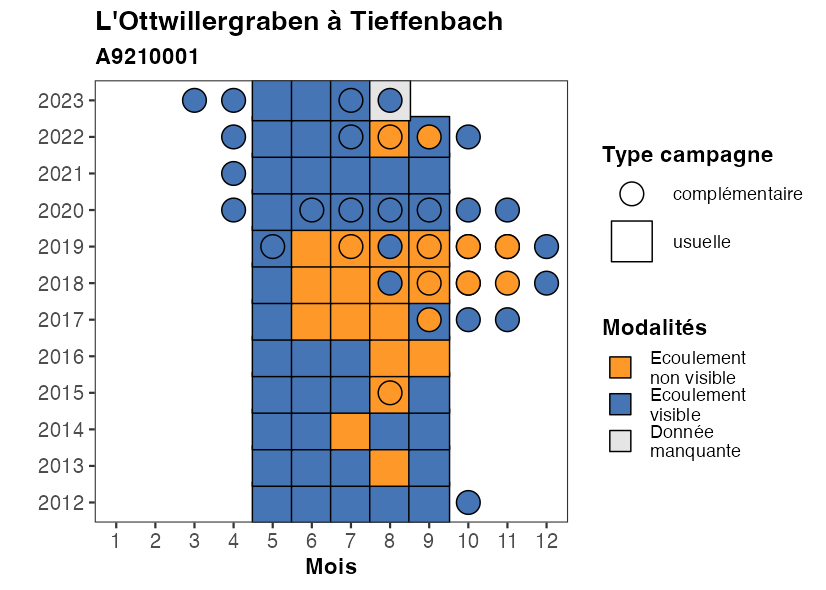 L'Ottwillergraben à Tieffenbach
A9210001
2023
2022
2021
2020
2019
2018
2017
2016
2015
2014
2013
2012
1 2 3 4 5 6 7 8 9 10 11 12
Mois
Type campagne
complémentaire
usuelle
Modalités
Ecoulement
non visible
Ecoulement
visible
Donnée
manquante